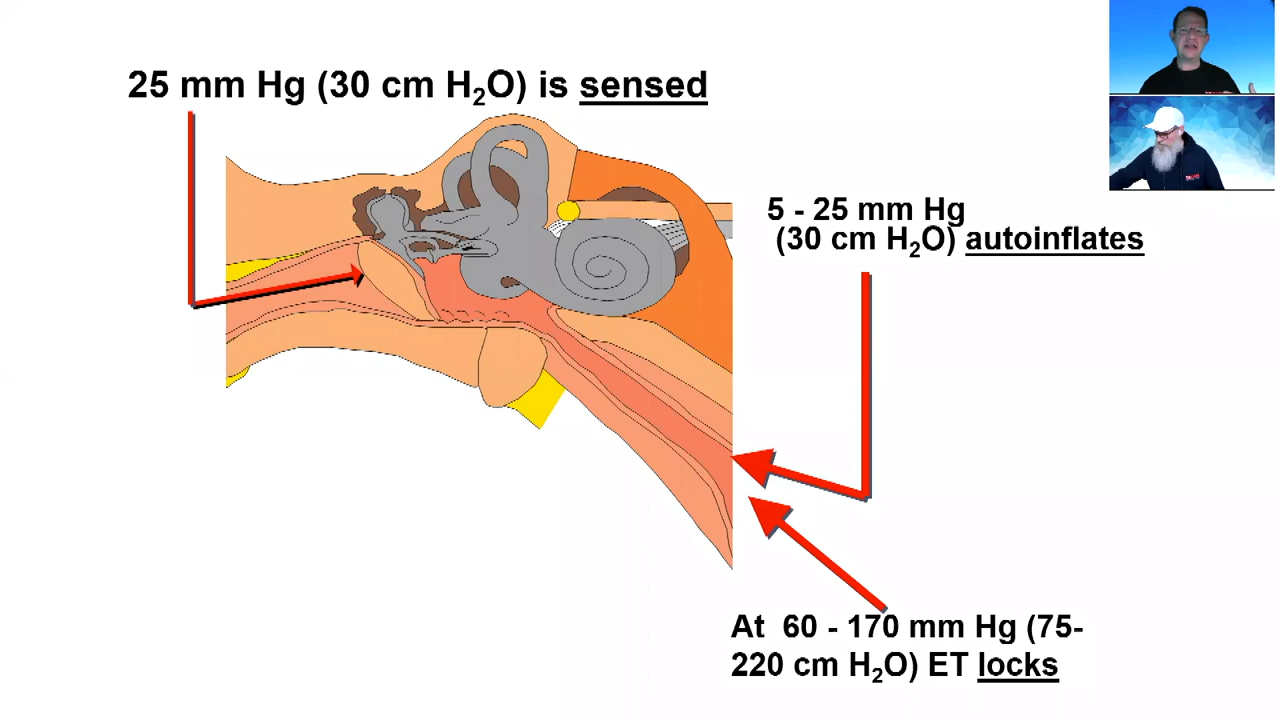 25 mm Hg (30 cm H₂O) is sensed
5 - 25 mm Hg
(30 cm H₂O) autoinflates
At 60 - 170 mm Hg (75-
220 cm H₂O) ET locks